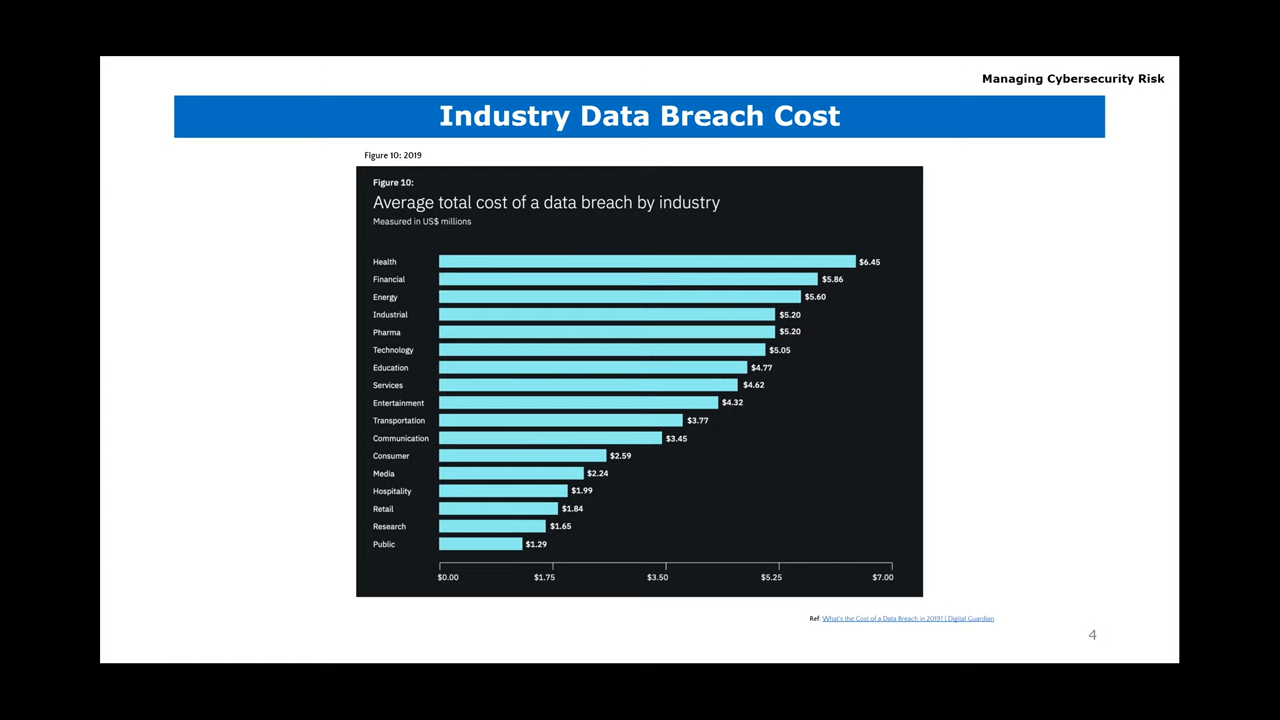 Managing Cybersecurity Risk
Industry Data Breach Cost
Figure 10: 2019
Figure 10:
Average total cost of a data breach by industry
Measured in US$ millions
Health $6.45
Financial $5.86
Energy $5.60
Industrial $5.20
Pharma $5.20
Technology $5.05
Education $4.77
Services $4.62
Entertainment $4.32
Transportation $3.77
Communication $3.45
Consumer $2.59
Media $2.24
Hospitality $1.99
Retail $1.84
Research $1.65
Public $1.29
$0.00 $1.75 $3.50 $5.25 $7.00
Ref: What's the Cost of a Data Breach in 2019? | Digital Guardian
4